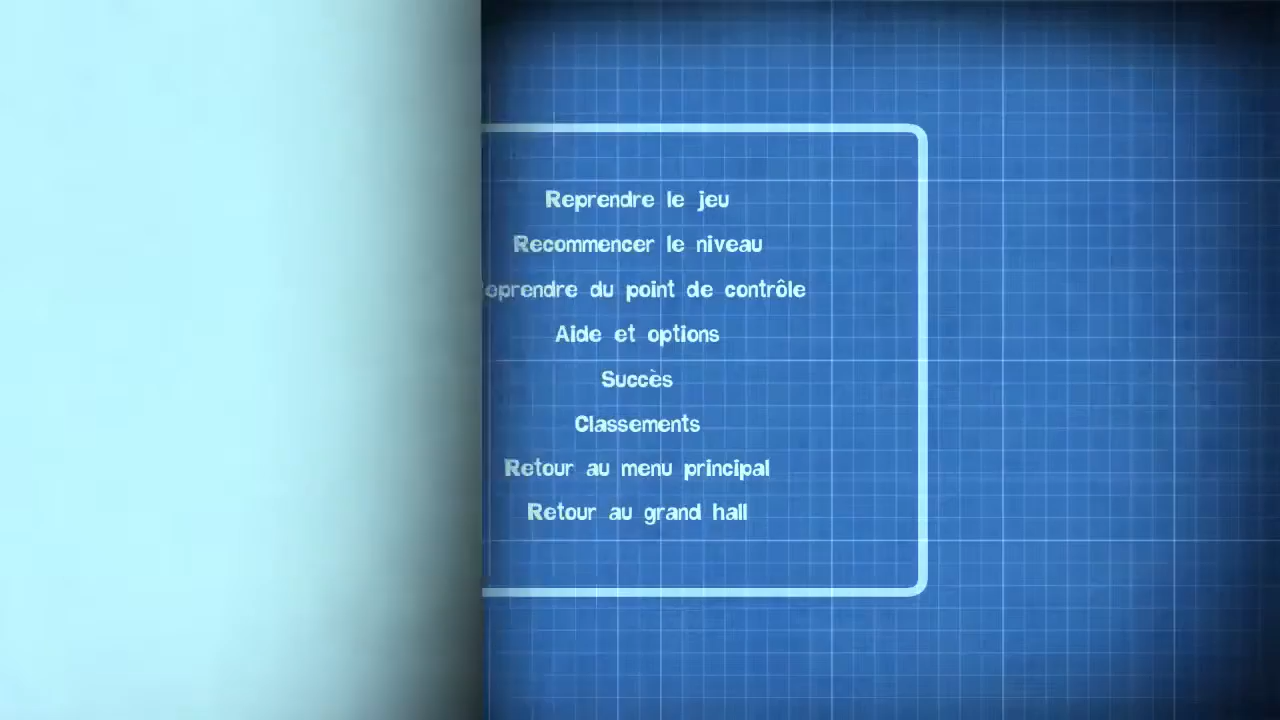 Reprendre le jeu
Recommencer le niveau
eprendre du point de contrôle
Aide et options
Succès
Classements
Retour au menu principal
Retour au grand hall